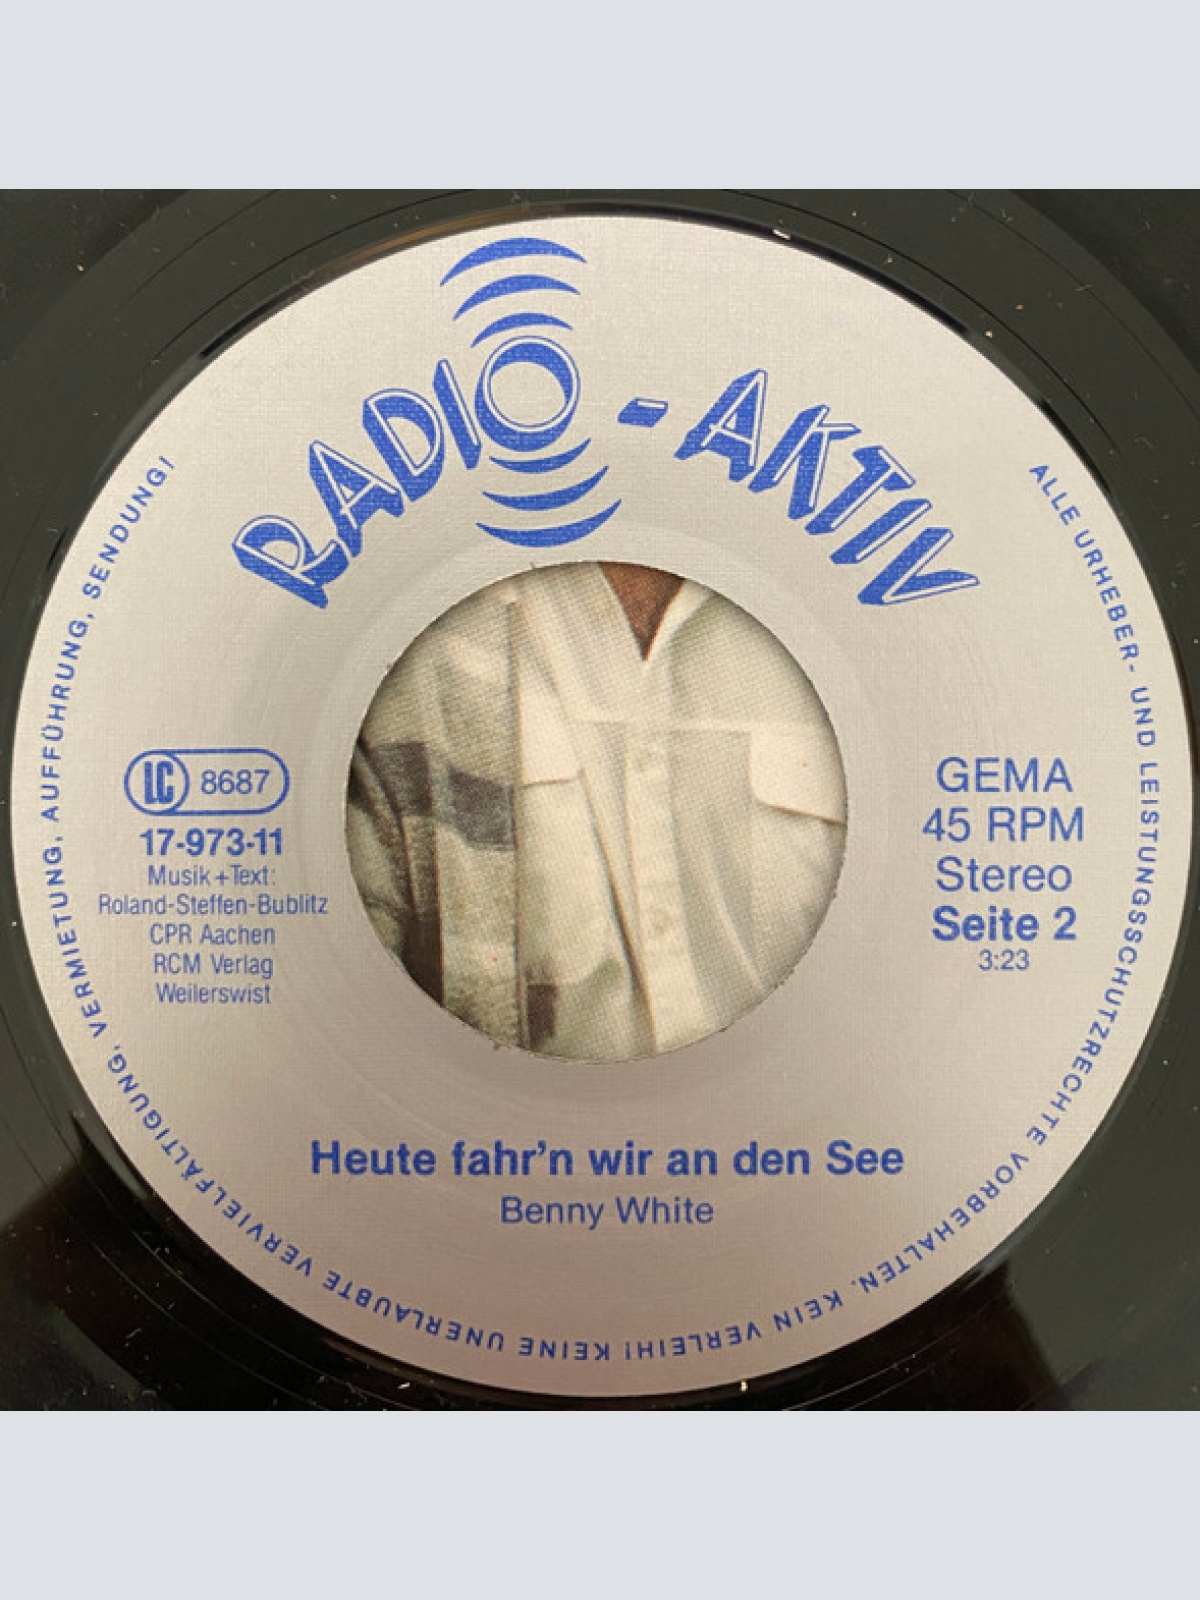 RADIO-AKTIV
ALLE URHEBER- UND LEISTUNGSSCHUTZRECHTE VORBEHALTEN. KEIN VERLEIH! KEINE UNERLAUBTE VERVIELFÄLTIGUNG, VERMIETUNG, AUFFÜHRUNG, SENDUNG!
LC 8687
17-973-11
Musik+Text:
Roland-Steffen-Bublitz
CPR Aachen
RCM Verlag
Weilerswist
GEMA
45 RPM
Stereo
Seite 2
3:23
Heute fahr'n wir an den See
Benny White